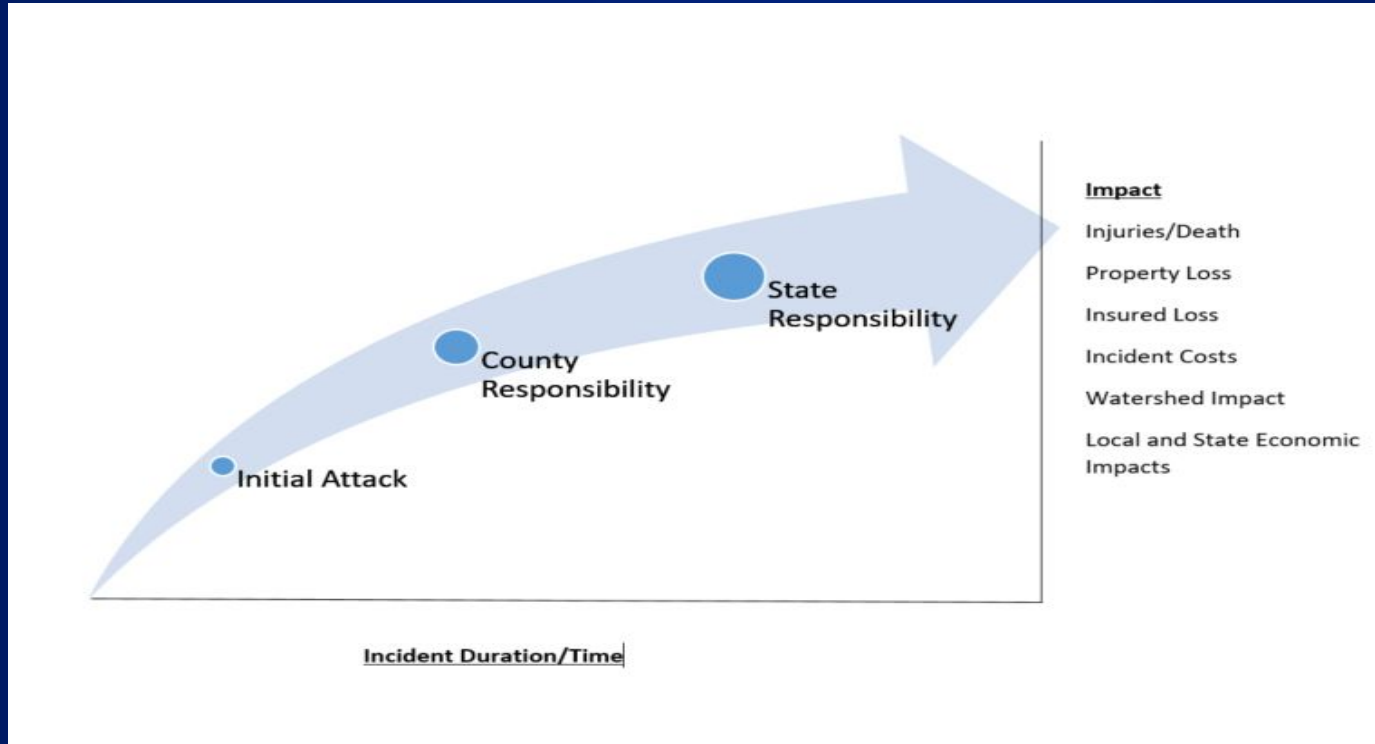 Impact
Injuries/Death
Property Loss
State
Responsibility
Insured Loss
County
Responsibility
Incident Costs
Watershed Impact
Local and State Economic
Impacts
Initial Attack
Incident Duration/Time